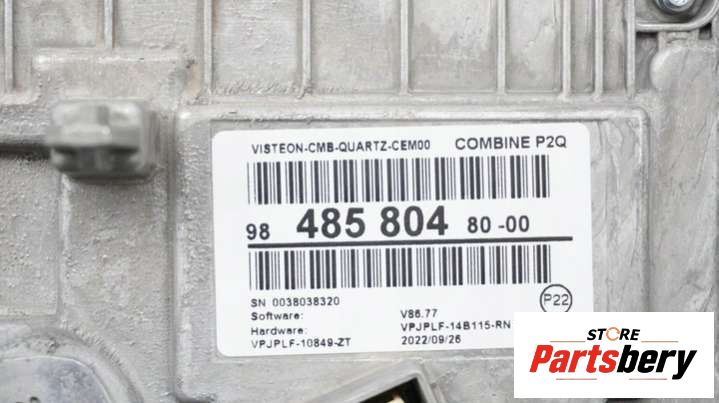 VISTEON-CMB-QUARTZ-CEM00 COMBINE P2Q
98 485 804 80 -00
SN 0038038320
Software: V86.77
Hardware: VPJPLF-14B115-RN
VPJPLF-10849-ZT 2022/09/26
P22
STORE
Partsbery